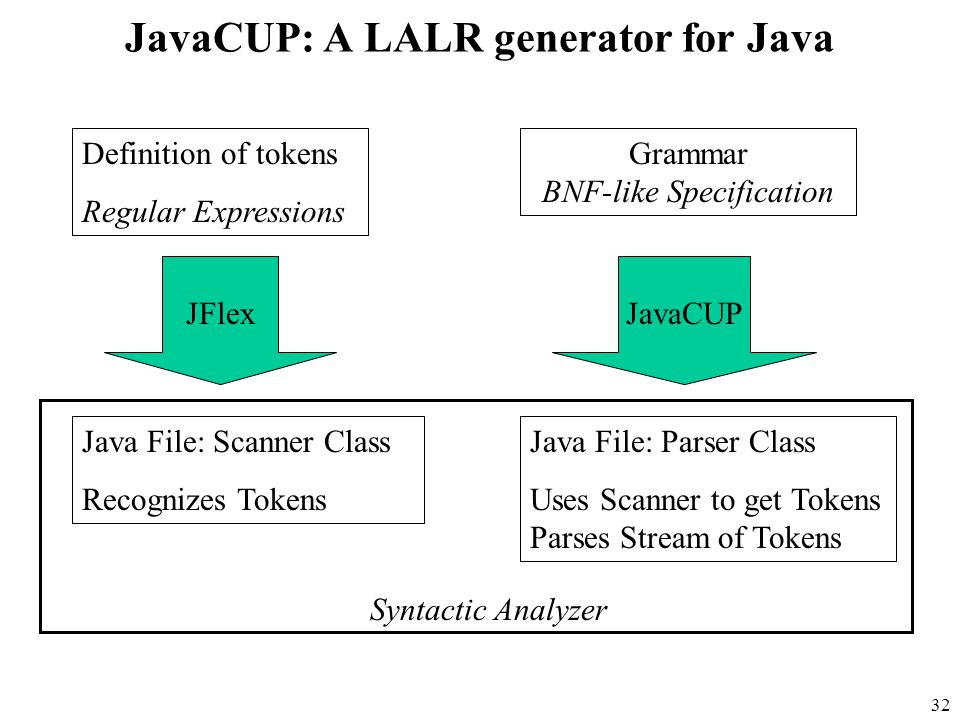 JavaCUP: A LALR generator for Java
Definition of tokens
Regular Expressions
Grammar
BNF-like Specification
JFlex
JavaCUP
Java File: Scanner Class
Recognizes Tokens
Java File: Parser Class
Uses Scanner to get Tokens
Parses Stream of Tokens
Syntactic Analyzer
32